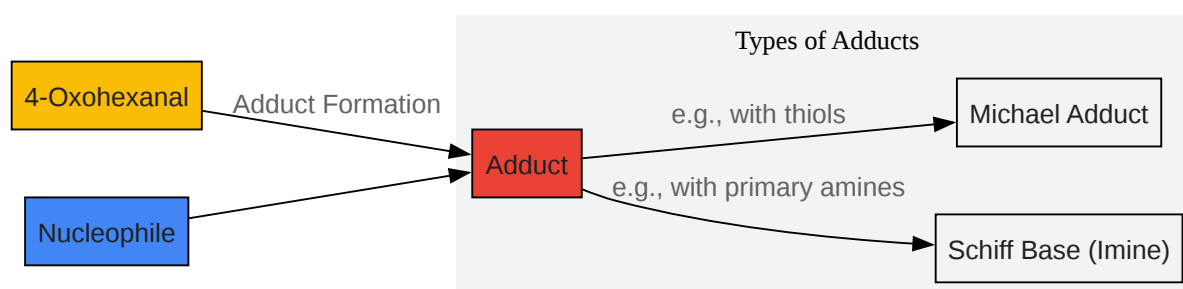 Types of Adducts
4-Oxohexanal
Adduct Formation
e.g., with thiols
Michael Adduct
Adduct
e.g., with primary amines
Nucleophile
Schiff Base (Imine)